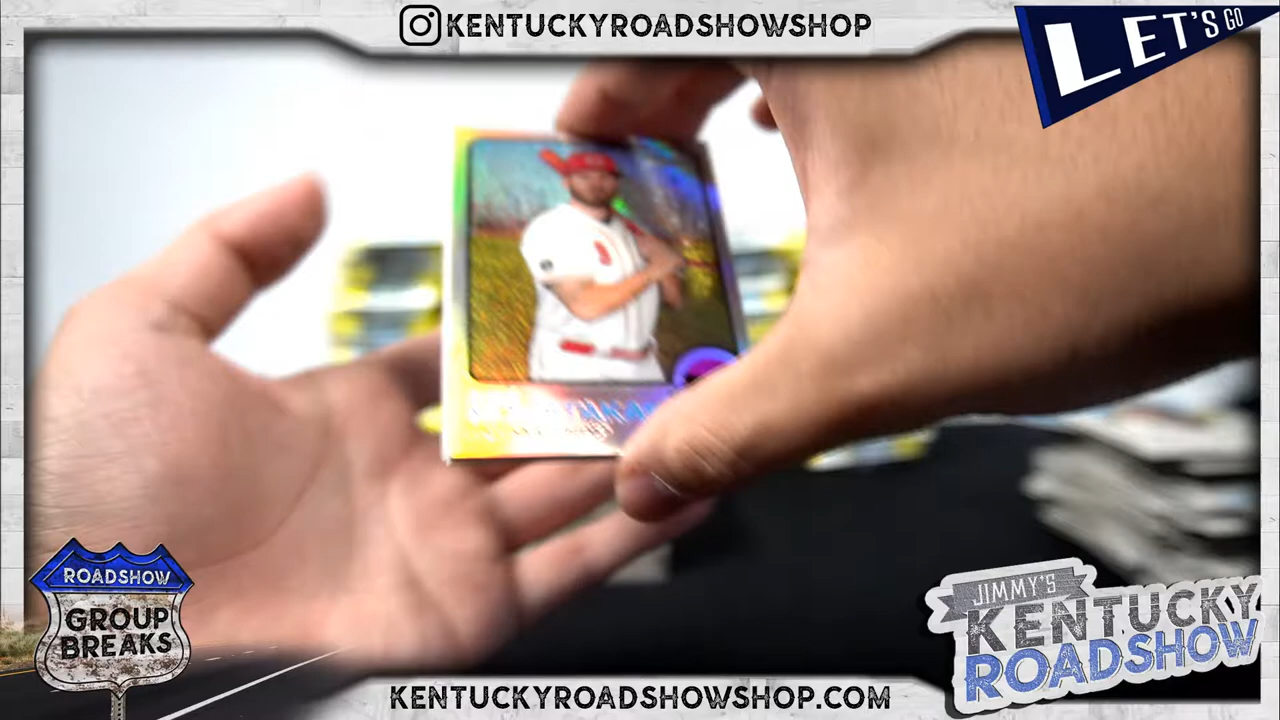 KENTUCKYROADSHOWSHOP
LET'S GO
ROADSHOW
GROUP
BREAKS
JIMMY'S
KENTUCKY
ROADSHOW
KENTUCKYROADSHOWSHOP.COM